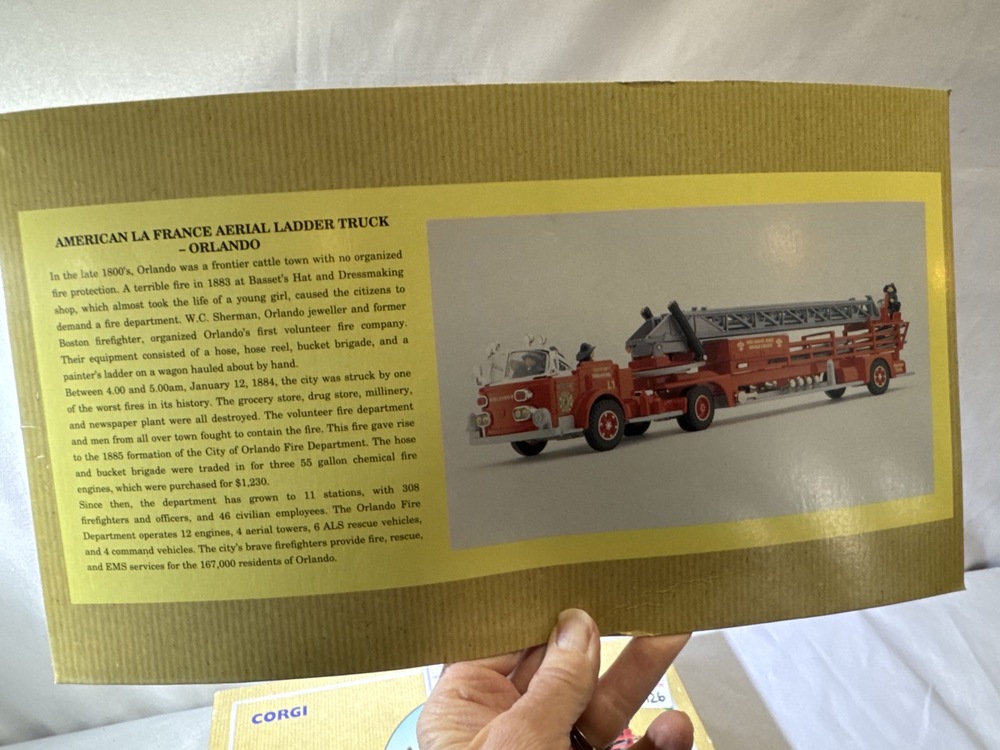 AMERICAN LA FRANCE AERIAL LADDER TRUCK
– ORLANDO
In the late 1800's, Orlando was a frontier cattle town with no organized
fire protection. A terrible fire in 1883 at Basset's Hat and Dressmaking
shop, which almost took the life of a young girl, caused the citizens to
demand a fire department. W.C. Sherman, Orlando jeweller and former
Boston firefighter, organized Orlando's first volunteer fire company.
Their equipment consisted of a hose, hose reel, bucket brigade, and a
painter's ladder on a wagon hauled about by hand.
Between 4.00 and 5.00am, January 12, 1884, the city was struck by one
of the worst fires in its history. The grocery store, drug store, millinery,
and newspaper plant were all destroyed. The volunteer fire department
and men from all over town fought to contain the fire. This fire gave rise
to the 1885 formation of the City of Orlando Fire Department. The hose
and bucket brigade were traded in for three 55 gallon chemical fire
engines, which were purchased for $1,230.
Since then, the department has grown to 11 stations, with 308
firefighters and officers, and 46 civilian employees. The Orlando Fire
Department operates 12 engines, 4 aerial towers, 6 ALS rescue vehicles,
and 4 command vehicles. The city's brave firefighters provide fire, rescue,
and EMS services for the 167,000 residents of Orlando.
L1
CORGI